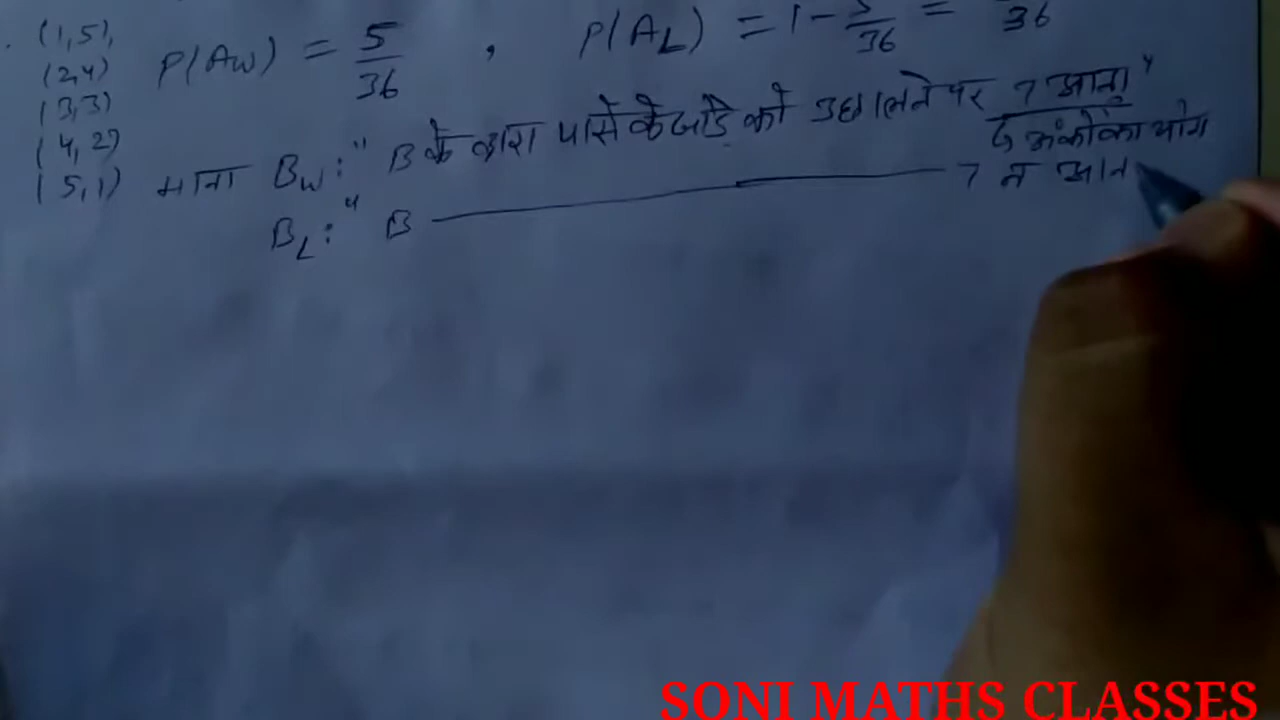 (1,5),
(2,4)
(3,3)
(4,2)
(5,1)
P(Aw) = 5/36 , P(AL) = 1 - 5/36 = 36
माना Bw : " B के द्वारा पासे के जोड़े को उछालने पर 7 आना "
अंकों का योग
BL : " B ——— 7 न आन
SONI MATHS CLASSES